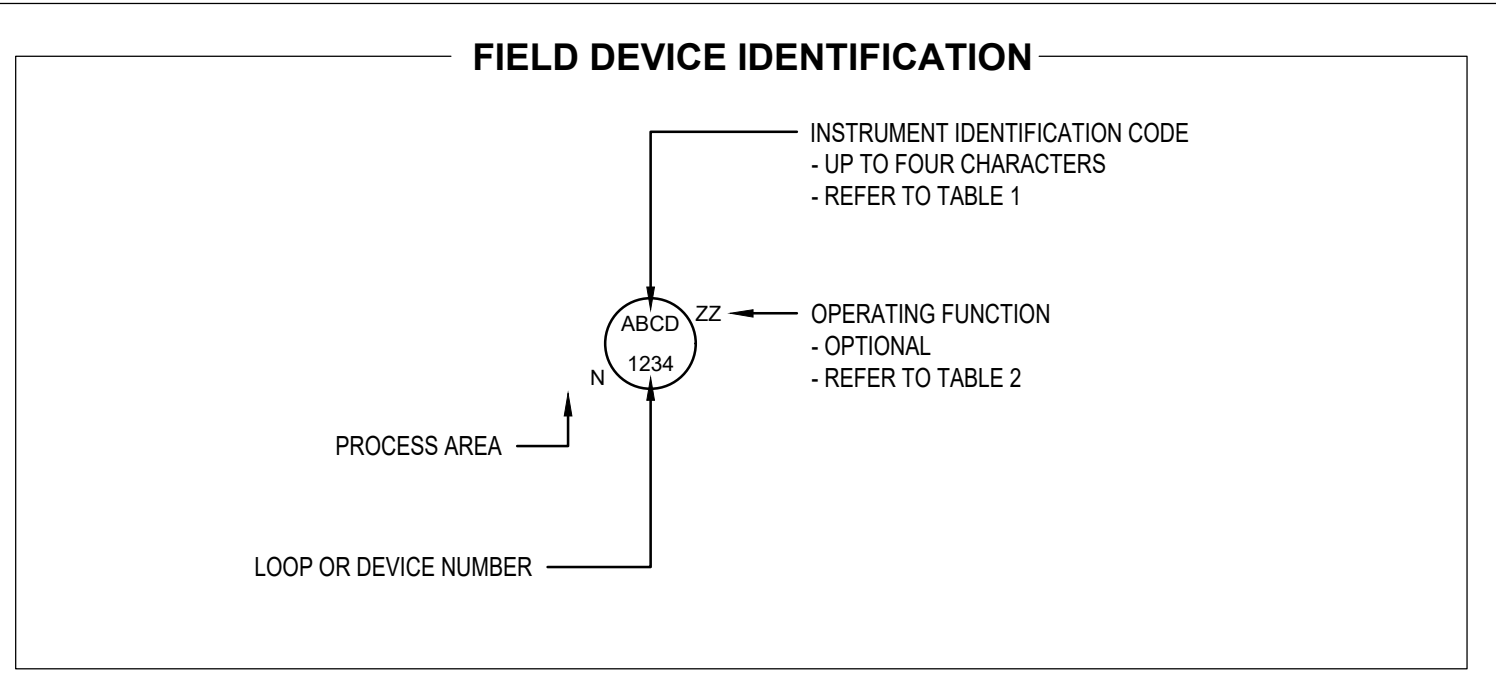 FIELD DEVICE IDENTIFICATION
INSTRUMENT IDENTIFICATION CODE
- UP TO FOUR CHARACTERS
- REFER TO TABLE 1
ABCD
ZZ
1234
N
OPERATING FUNCTION
- OPTIONAL
- REFER TO TABLE 2
PROCESS AREA
LOOP OR DEVICE NUMBER